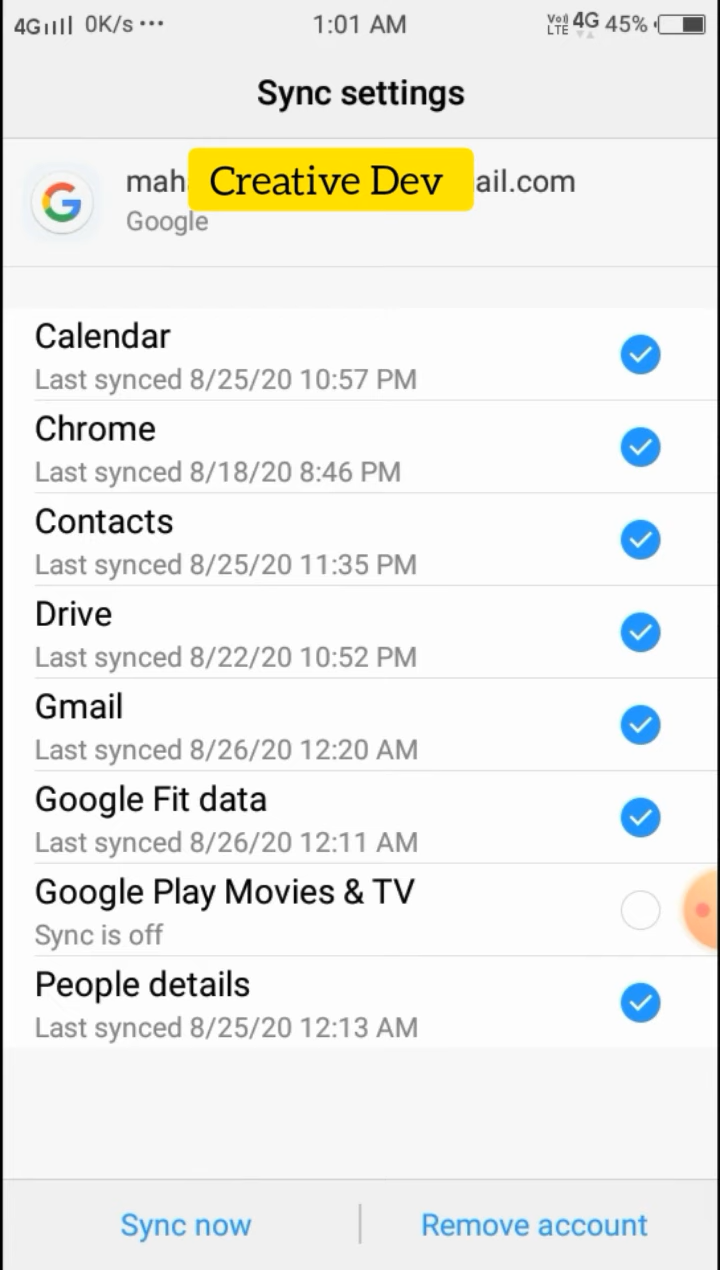 4G 0K/s ··· 1:01 AM Vo) LTE 4G 45%
Sync settings
mah Creative Dev ail.com
Google
Calendar
Last synced 8/25/20 10:57 PM
Chrome
Last synced 8/18/20 8:46 PM
Contacts
Last synced 8/25/20 11:35 PM
Drive
Last synced 8/22/20 10:52 PM
Gmail
Last synced 8/26/20 12:20 AM
Google Fit data
Last synced 8/26/20 12:11 AM
Google Play Movies & TV
Sync is off
People details
Last synced 8/25/20 12:13 AM
Sync now Remove account